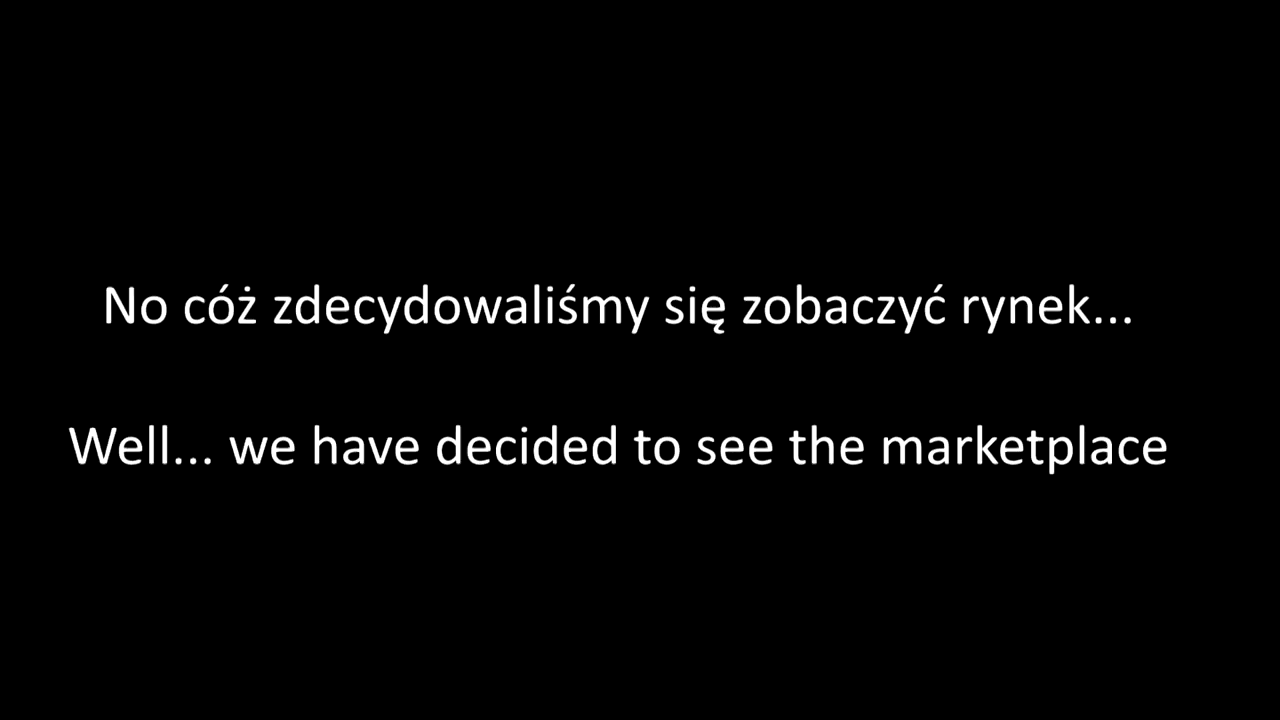 No cóż zdecydowaliśmy się zobaczyć rynek...
Well... we have decided to see the marketplace